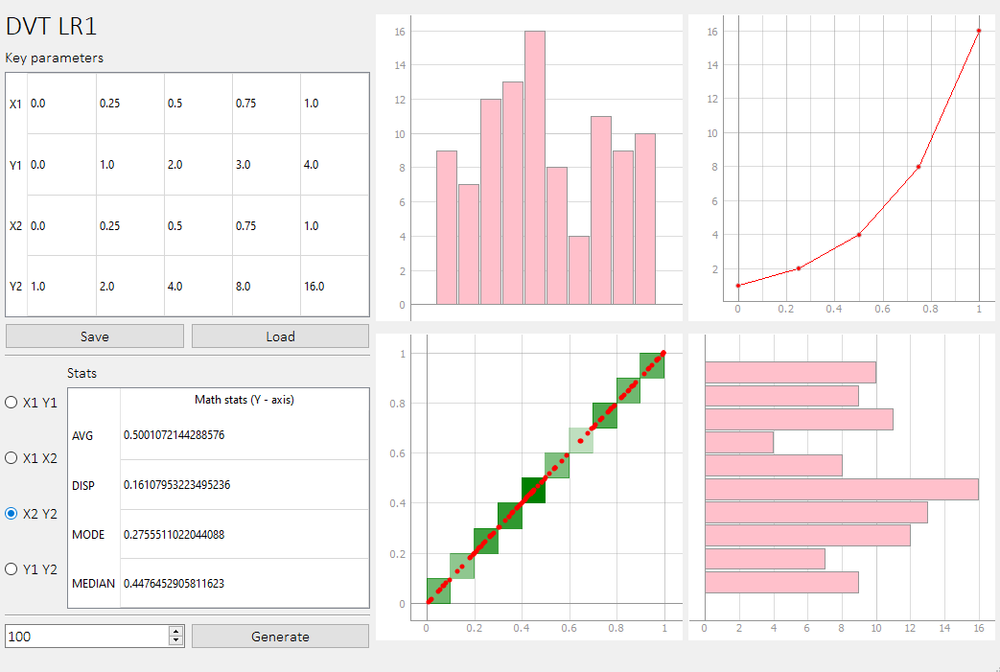 DVT LR1
Key parameters
X1 0.0 0.25 0.5 0.75 1.0
Y1 0.0 1.0 2.0 3.0 4.0
X2 0.0 0.25 0.5 0.75 1.0
Y2 1.0 2.0 4.0 8.0 16.0
Save Load
Stats
X1 Y1
X1 X2
X2 Y2
Y1 Y2
Math stats (Y - axis)
AVG 0.5001072144288576
DISP 0.16107953223495236
MODE 0.2755511022044088
MEDIAN 0.4476452905811623
100 Generate
16
14
12
10
8
6
4
2
0
16
14
12
10
8
6
4
2
0 0.2 0.4 0.6 0.8 1
1
0.8
0.6
0.4
0.2
0
0 0.2 0.4 0.6 0.8 1
0 2 4 6 8 10 12 14 16